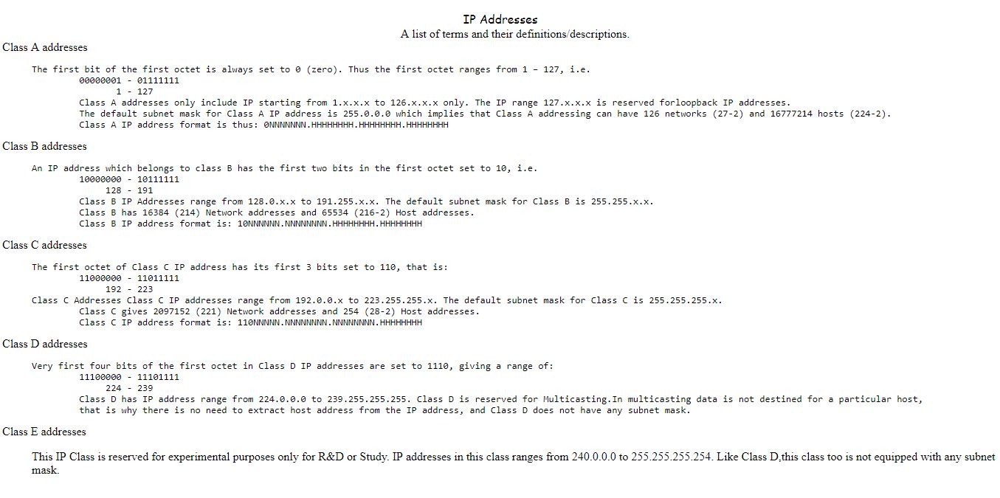 IP Addresses
A list of terms and their definitions/descriptions.
Class A addresses
The first bit of the first octet is always set to 0 (zero). Thus the first octet ranges from 1 – 127, i.e.
00000001 - 01111111
1 - 127
Class A addresses only include IP starting from 1.x.x.x to 126.x.x.x only. The IP range 127.x.x.x is reserved forloopback IP addresses.
The default subnet mask for Class A IP address is 255.0.0.0 which implies that Class A addressing can have 126 networks (27-2) and 16777214 hosts (224-2).
Class A IP address format is thus: 0NNNNNNN.HHHHHHHH.HHHHHHHH.HHHHHHHH
Class B addresses
An IP address which belongs to class B has the first two bits in the first octet set to 10, i.e.
10000000 - 10111111
128 - 191
Class B IP Addresses range from 128.0.x.x to 191.255.x.x. The default subnet mask for Class B is 255.255.x.x.
Class B has 16384 (214) Network addresses and 65534 (216-2) Host addresses.
Class B IP address format is: 10NNNNNN.NNNNNNNN.HHHHHHHH.HHHHHHHH
Class C addresses
The first octet of Class C IP address has its first 3 bits set to 110, that is:
11000000 - 11011111
192 - 223
Class C Addresses Class C IP addresses range from 192.0.0.x to 223.255.255.x. The default subnet mask for Class C is 255.255.255.x.
Class C gives 2097152 (221) Network addresses and 254 (28-2) Host addresses.
Class C IP address format is: 110NNNNN.NNNNNNNN.NNNNNNNN.HHHHHHHH
Class D addresses
Very first four bits of the first octet in Class D IP addresses are set to 1110, giving a range of:
11100000 - 11101111
224 - 239
Class D has IP address range from 224.0.0.0 to 239.255.255.255. Class D is reserved for Multicasting.In multicasting data is not destined for a particular host,
that is why there is no need to extract host address from the IP address, and Class D does not have any subnet mask.
Class E addresses
This IP Class is reserved for experimental purposes only for R&D or Study. IP addresses in this class ranges from 240.0.0.0 to 255.255.255.254. Like Class D,this class too is not equipped with any subnet
mask.